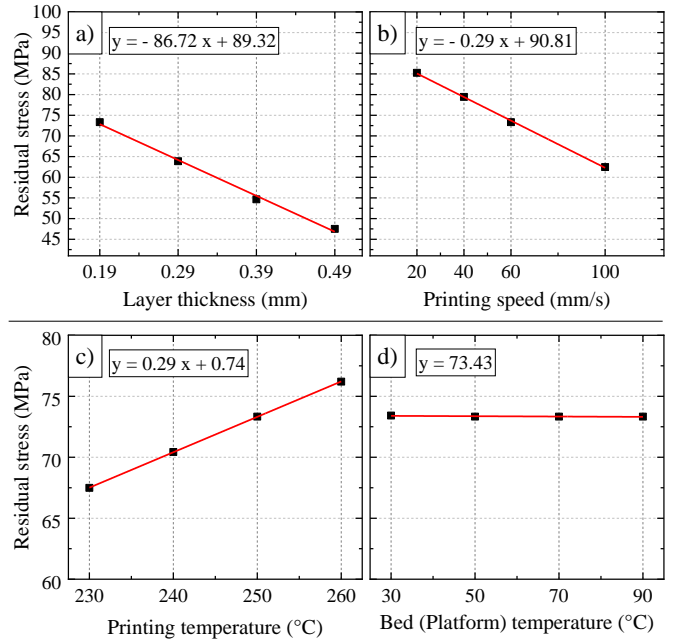 a)
y = - 86.72 x + 89.32
Residual stress (MPa)
100
95
90
85
80
75
70
65
60
55
50
45
0.19 0.29 0.39 0.49
Layer thickness (mm)
b)
y = - 0.29 x + 90.81
20 40 60 100
Printing speed (mm/s)
c)
y = 0.29 x + 0.74
Residual stress (MPa)
80
75
70
65
60
230 240 250 260
Printing temperature (°C)
d)
y = 73.43
30 50 70 90
Bed (Platform) temperature (°C)